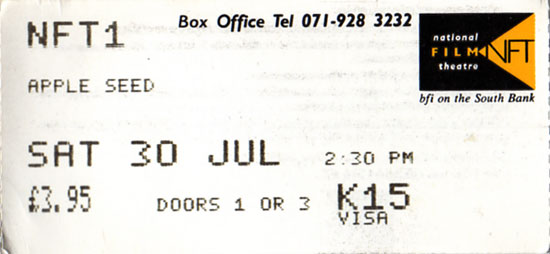 Box Office Tel 071-928 3232
NFT1
national
FILM NFT
theatre
bfi on the South Bank
APPLE SEED
SAT 30 JUL 2:30 PM
£3.95 DOORS 1 OR 3 K15
VISA